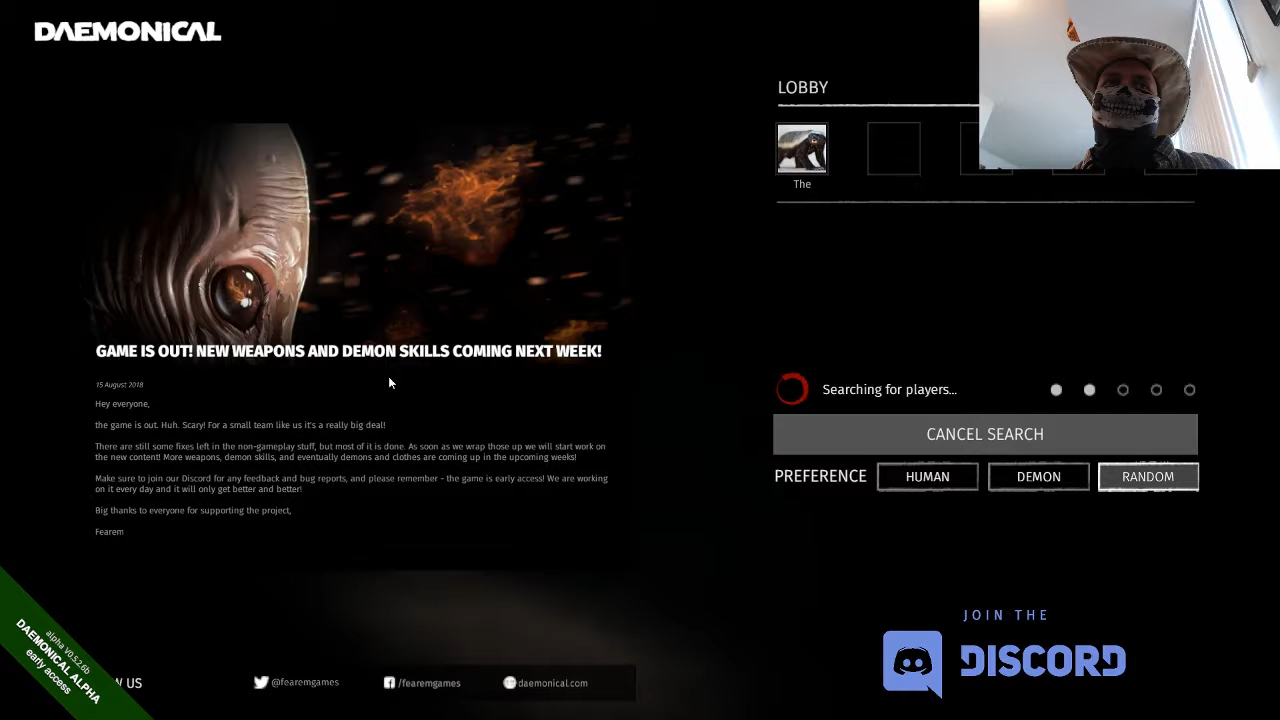 DAEMONICAL
LOBBY
The
GAME IS OUT! NEW WEAPONS AND DEMON SKILLS COMING NEXT WEEK!
15 August 2018
Hey everyone,
the game is out. Huh. Scary! For a small team like us it's a really big deal!
There are still some fixes left in the non-gameplay stuff, but most of it is done. As soon as we wrap those up we will start work on
the new content! More weapons, demon skills, and eventually demons and clothes are coming up in the upcoming weeks!
Make sure to join our Discord for any feedback and bug reports, and please remember - the game is early access! We are working
on it every day and it will only get better and better!
Big thanks to everyone for supporting the project,
Fearem
Searching for players...
CANCEL SEARCH
PREFERENCE
HUMAN
DEMON
RANDOM
JOIN THE
DISCORD
alpha V0.5.2.6b
DAEMONICAL ALPHA
early access
W US
@fearemgames
/fearemgames
daemonical.com